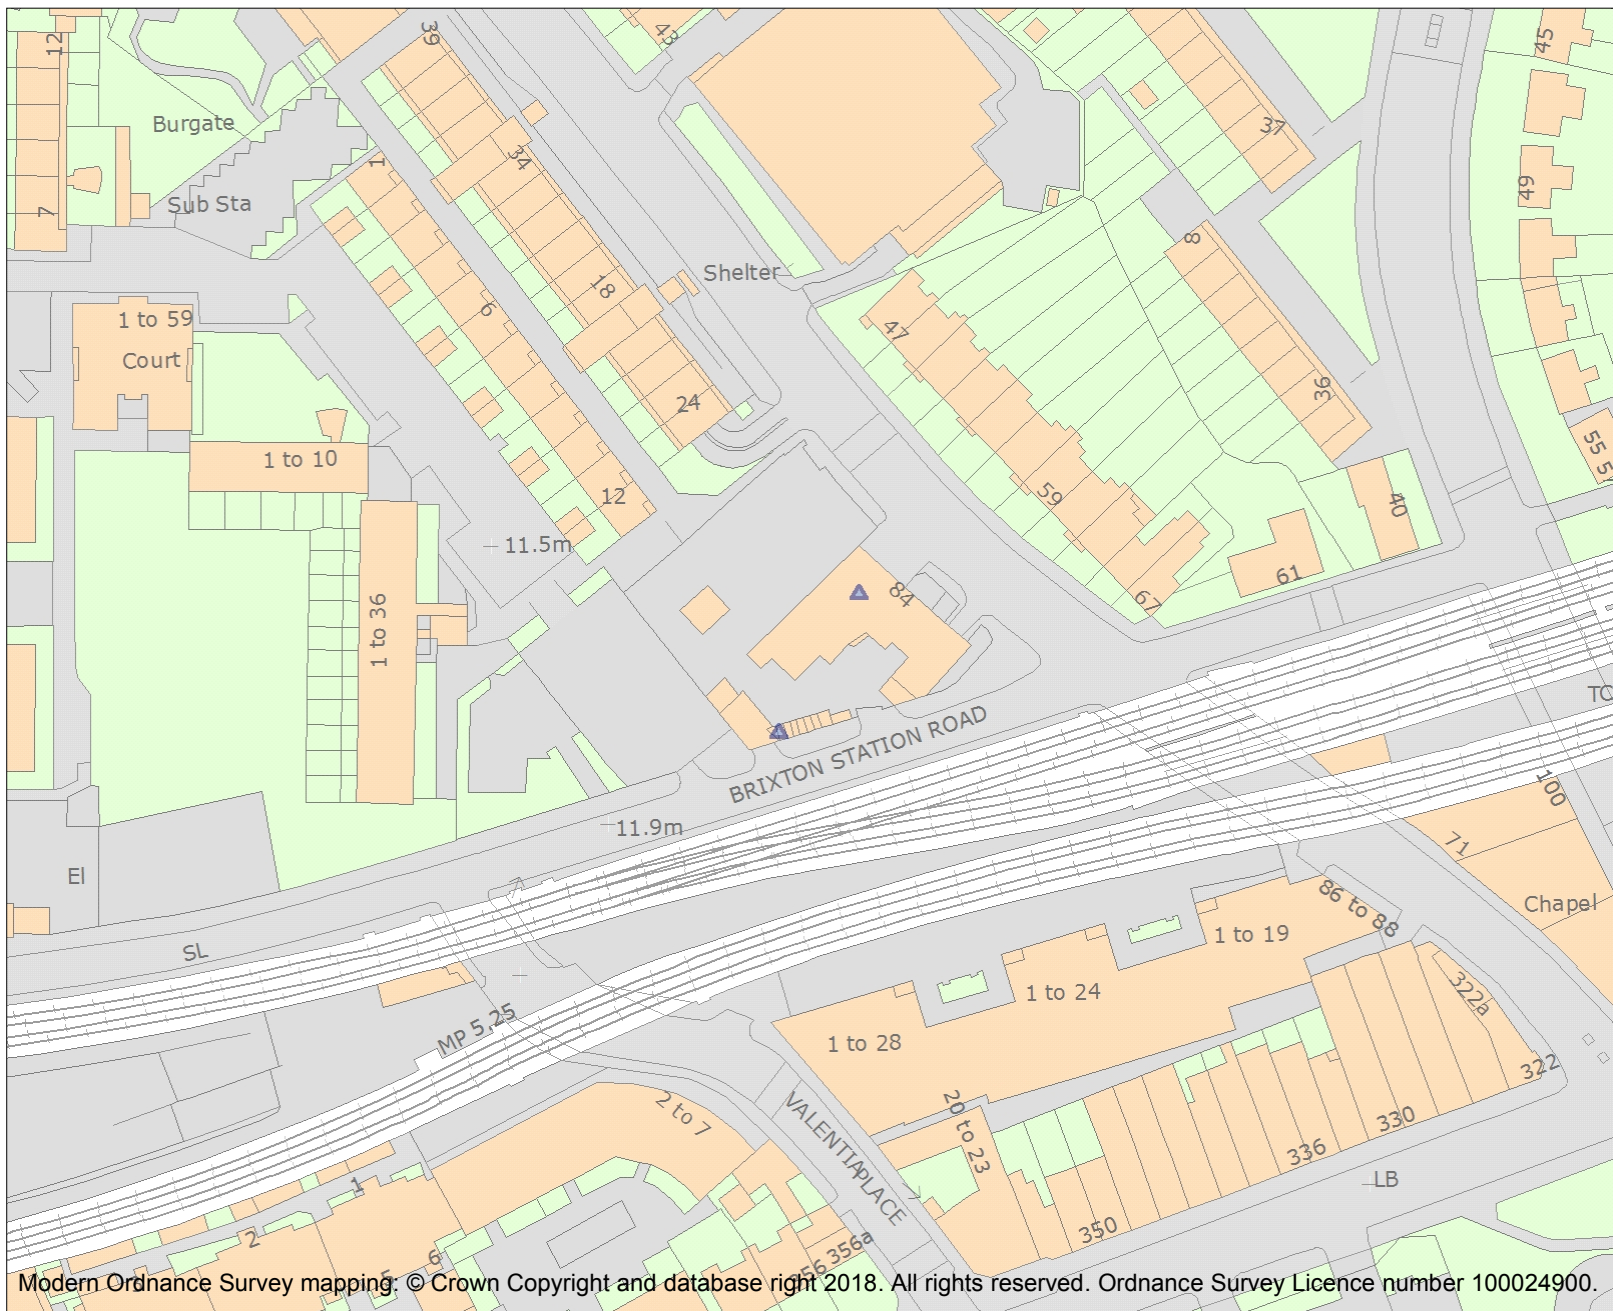 39
43
12
45
Burgate
37
1
34
49
7
Sub Sta
8
Shelter
18
6
1 to 59
47
Court
36
24
55
1 to 10
12
59
40
11.5m
61
84
67
1 to 36
TC
BRIXTON STATION ROAD
100
11.9m
71
El
86 to 88
Chapel
1 to 19
SL
1 to 24
322a
MP 5.25
1 to 28
322
2 to 7
VALENTIA PLACE
20 to 23
330
336
1
LB
350
2
356a
6
Modern Ordnance Survey mapping: © Crown Copyright and database right 2018. All rights reserved. Ordnance Survey Licence number 100024900.